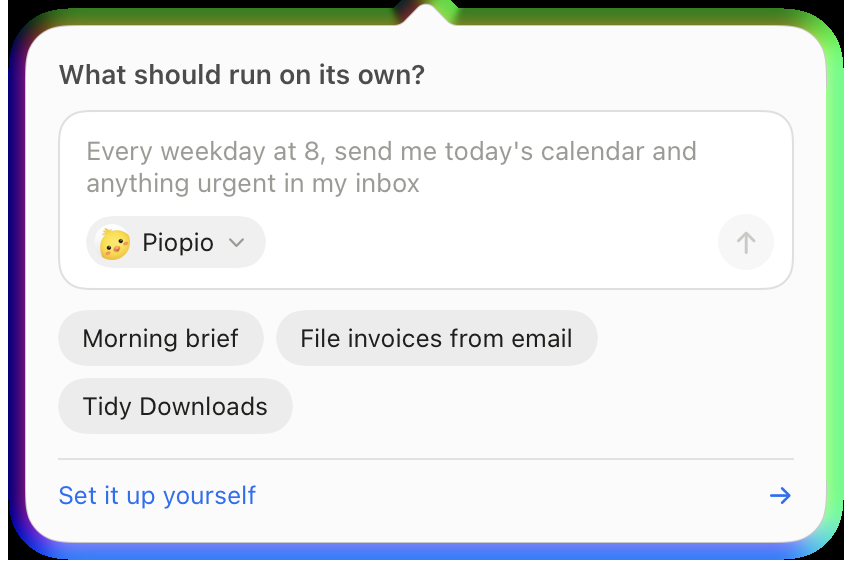 What should run on its own?
Every weekday at 8, send me today's calendar and
anything urgent in my inbox
Piopio
Morning brief
File invoices from email
Tidy Downloads
Set it up yourself